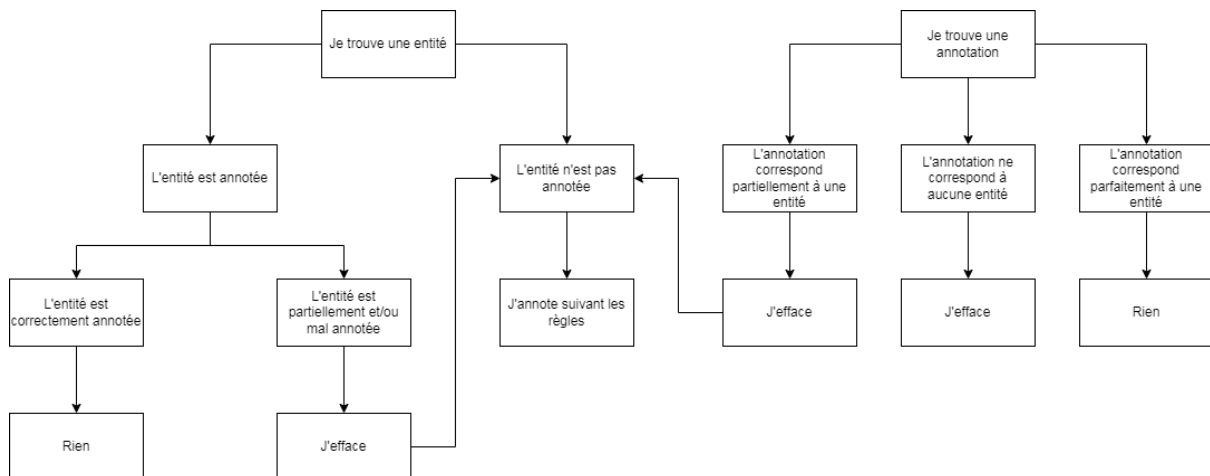 Je trouve une entité
Je trouve une
annotation
L'entité est annotée
L'entité n'est pas
annotée
L'annotation
correspond
partiellement à une
entité
L'annotation ne
correspond à
aucune entité
L'annotation
correspond
parfaitement à une
entité
L'entité est
correctement annotée
L'entité est
partiellement et/ou
mal annotée
J'annote suivant les
règles
J'efface
J'efface
Rien
Rien
J'efface